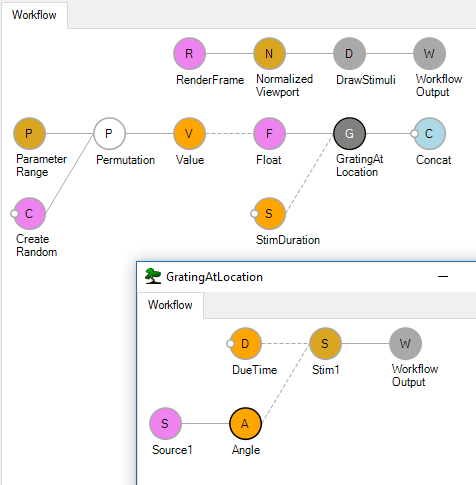 Workflow
R
N
D
W
RenderFrame
Normalized
Viewport
DrawStimuli
Workflow
Output
P
P
V
F
G
C
Parameter
Range
Permutation
Value
Float
GratingAt
Location
Concat
C
S
Create
Random
StimDuration
GratingAtLocation
Workflow
D
S
W
DueTime
Stim1
Workflow
Output
S
A
Source1
Angle